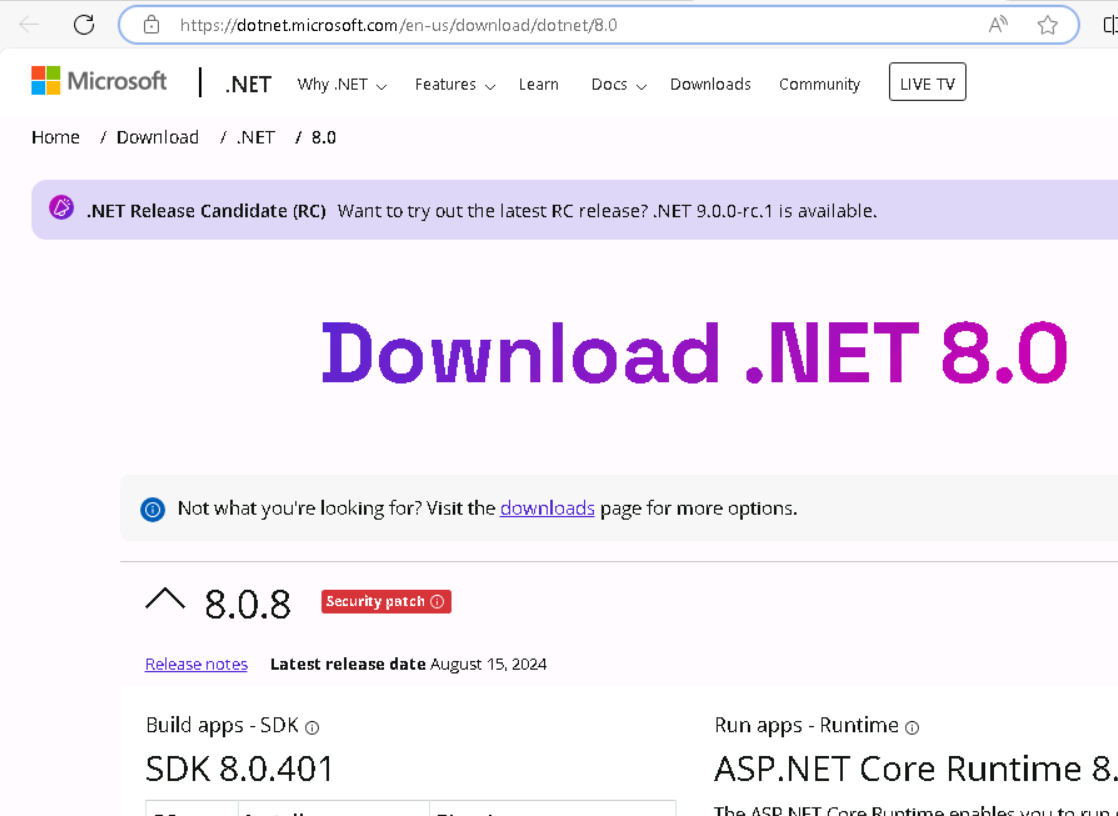 https://dotnet.microsoft.com/en-us/download/dotnet/8.0
Microsoft .NET Why .NET Features Learn Docs Downloads Community LIVE TV
Home / Download / .NET / 8.0
.NET Release Candidate (RC) Want to try out the latest RC release? .NET 9.0.0-rc.1 is available.
Download .NET 8.0
Not what you're looking for? Visit the downloads page for more options.
8.0.8 Security patch
Release notes Latest release date August 15, 2024
Build apps - SDK
SDK 8.0.401
Run apps - Runtime
ASP.NET Core Runtime 8.
The ASP.NET Core Runtime enables you to run